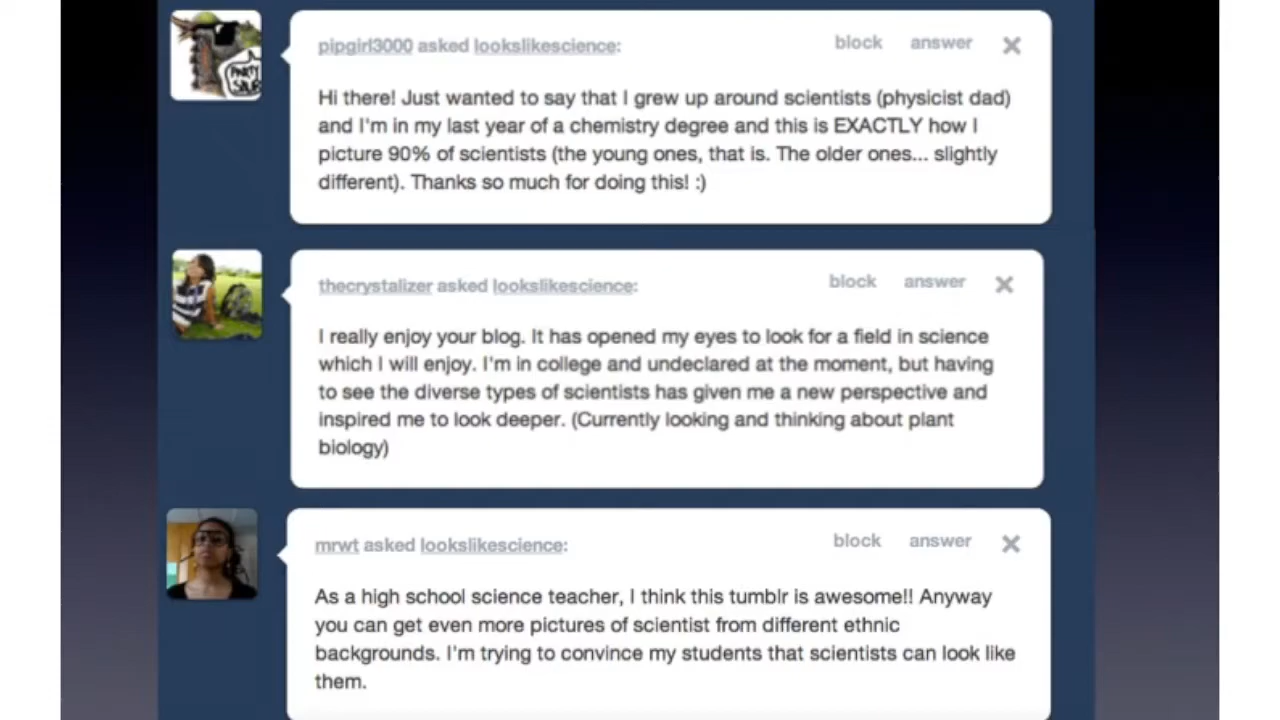 pipgirl3000 asked lookslikescience:
block answer
Hi there! Just wanted to say that I grew up around scientists (physicist dad)
and I'm in my last year of a chemistry degree and this is EXACTLY how I
picture 90% of scientists (the young ones, that is. The older ones... slightly
different). Thanks so much for doing this! :)
PARTY
thecrystalizer asked lookslikescience:
block answer
I really enjoy your blog. It has opened my eyes to look for a field in science
which I will enjoy. I'm in college and undeclared at the moment, but having
to see the diverse types of scientists has given me a new perspective and
inspired me to look deeper. (Currently looking and thinking about plant
biology)
mrwt asked lookslikescience:
block answer
As a high school science teacher, I think this tumblr is awesome!! Anyway
you can get even more pictures of scientist from different ethnic
backgrounds. I'm trying to convince my students that scientists can look like
them.